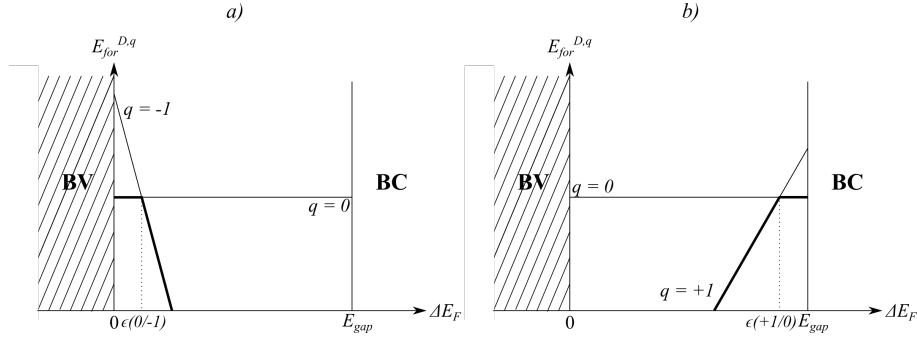 a)
E_for^D,q
q = -1
BV
BC
q = 0
0
ϵ(0/-1)
E_gap
ΔE_F
b)
E_for^D,q
BV
q = 0
BC
q = +1
0
ϵ(+1/0)
E_gap
ΔE_F